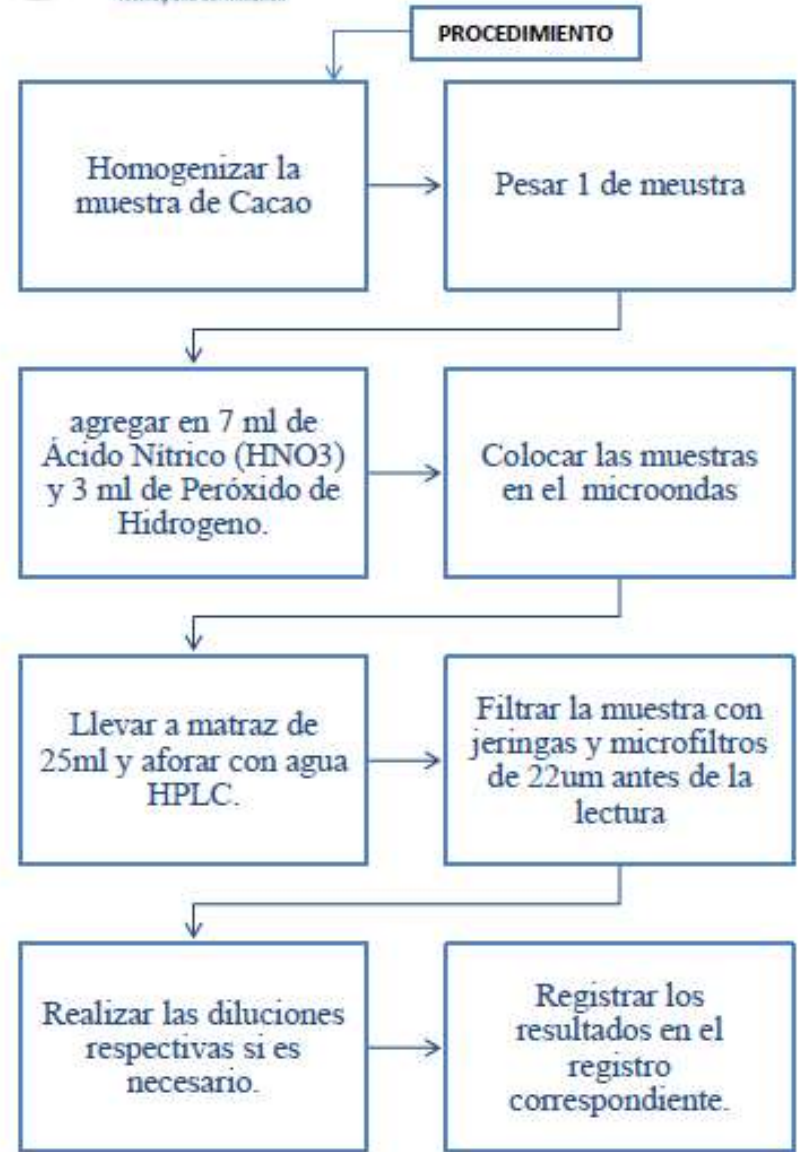 PROCEDIMIENTO
Homogenizar la
muestra de Cacao
Pesar 1 de meustra
agregar en 7 ml de
Ácido Nítrico (HNO3)
y 3 ml de Peróxido de
Hidrogeno.
Colocar las muestras
en el microondas
Llevar a matraz de
25ml y aforar con agua
HPLC.
Filtrar la muestra con
jeringas y microfiltros
de 22um antes de la
lectura
Realizar las diluciones
respectivas si es
necesario.
Registrar los
resultados en el
registro
correspondiente.